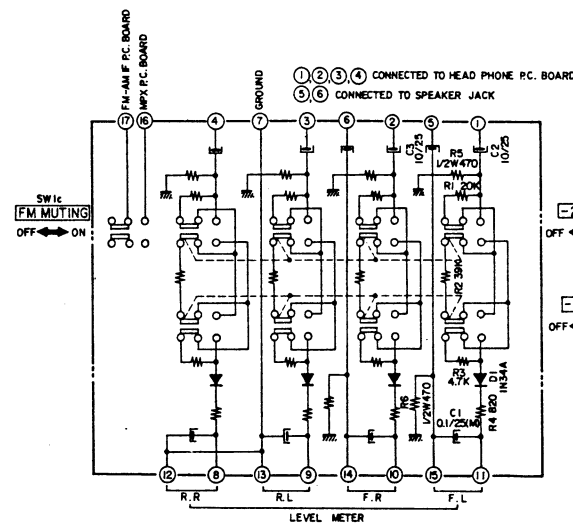 FM-AM IF P.C. BOARD
MPX P.C. BOARD
GROUND
①,②,③,④ CONNECTED TO HEAD PHONE P.C. BOARD
⑤,⑥ CONNECTED TO SPEAKER JACK
17 16 4 7 3 6 2 5 1
C3 10/25
C2 10/25
R5 1/2W470
R1 20K
SW1c
FM MUTING
OFF ON
OFF
R2 39K
OFF
R3 4.7K
D1 1N34A
R6 1/2W470
C1 0.1/25(M)
R4 820
12 8 13 9 14 10 15 11
R.R R.L F.R F.L
LEVEL METER